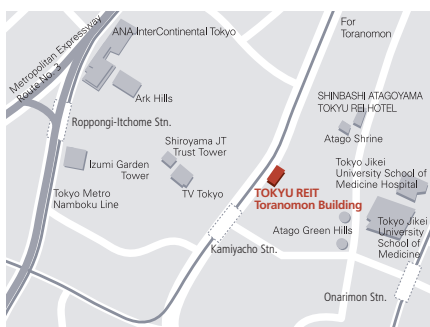 For
Toranomon
ANA InterContinental Tokyo
Metropolitan Expressway
Route No. 3
Ark Hills
SHINBASHI ATAGOYAMA
TOKYU REI HOTEL
Roppongi-Itchome Stn.
Atago Shrine
Shiroyama JT
Trust Tower
Izumi Garden
Tower
Tokyo Jikei
University School of
Medicine Hospital
TV Tokyo
TOKYU REIT
Toranomon Building
Tokyo Metro
Namboku Line
Atago Green Hills
Tokyo Jikei
University
School of
Medicine
Kamiyacho Stn.
Onarimon Stn.